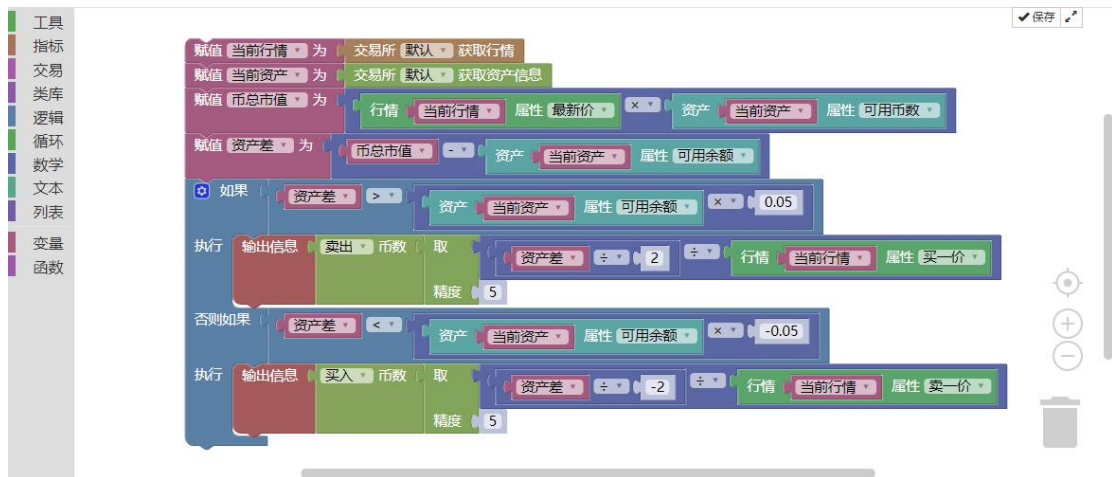 保存
工具
指标
交易
类库
逻辑
循环
数学
文本
列表
变量
函数
赋值 当前行情 为 交易所 默认 获取行情
赋值 当前资产 为 交易所 默认 获取资产信息
赋值 币总市值 为 行情 当前行情 属性 最新价 × 资产 当前资产 属性 可用币数
赋值 资产差 为 币总市值 - 资产 当前资产 属性 可用余额
如果 资产差 > 资产 当前资产 属性 可用余额 × 0.05
执行 输出信息 卖出 币数 取 资产差 ÷ 2 ÷ 行情 当前行情 属性 买一价
精度 5
否则如果 资产差 < 资产 当前资产 属性 可用余额 × -0.05
执行 输出信息 买入 币数 取 资产差 ÷ -2 ÷ 行情 当前行情 属性 卖一价
精度 5